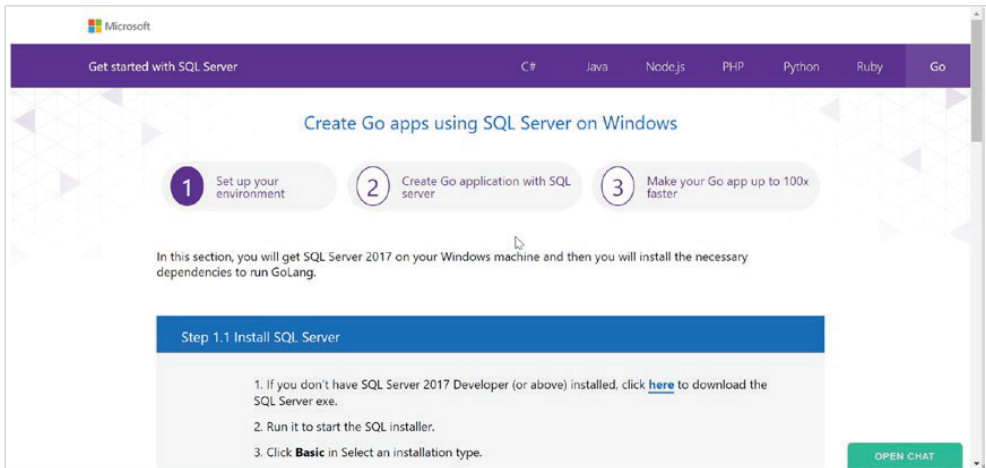 Microsoft
Get started with SQL Server
C#
Java
Node.js
PHP
Python
Ruby
Go
Create Go apps using SQL Server on Windows
1
Set up your
environment
2
Create Go application with SQL
server
3
Make your Go app up to 100x
faster
In this section, you will get SQL Server 2017 on your Windows machine and then you will install the necessary
dependencies to run GoLang.
Step 1.1 Install SQL Server
1. If you don't have SQL Server 2017 Developer (or above) installed, click here to download the
SQL Server exe.
2. Run it to start the SQL installer.
3. Click Basic in Select an installation type.
OPEN CHAT